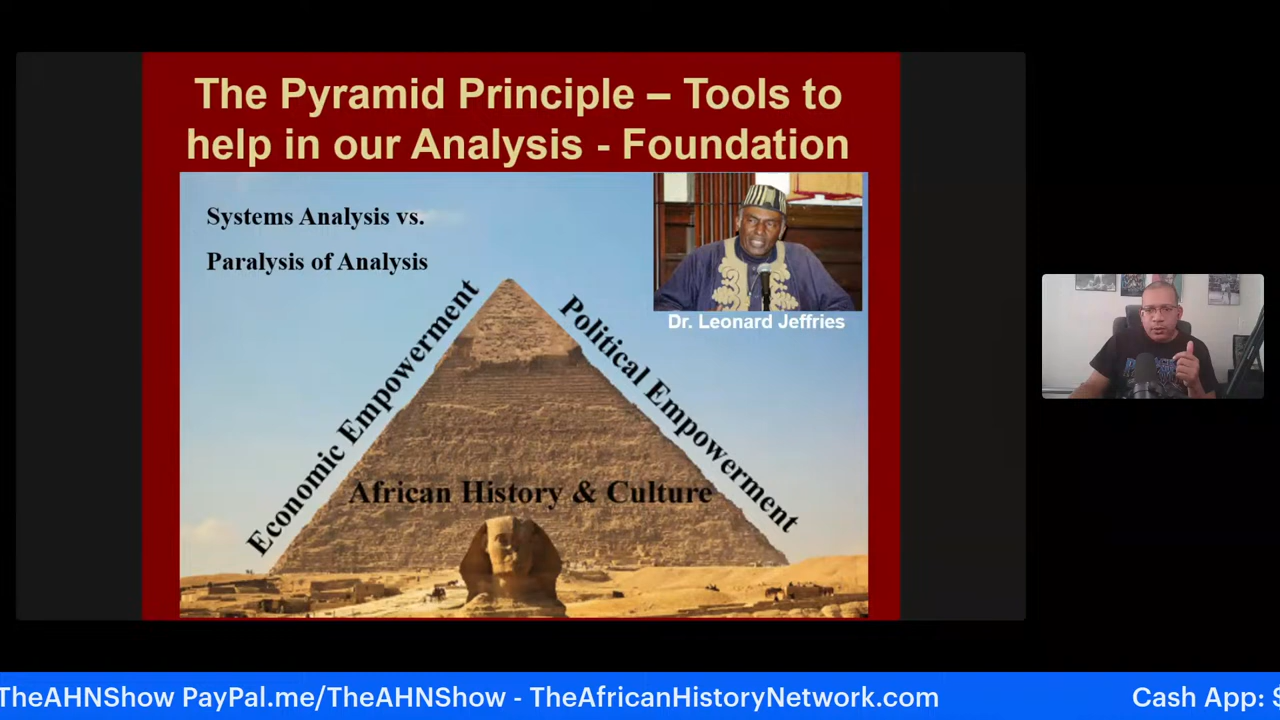 The Pyramid Principle – Tools to
help in our Analysis - Foundation
Systems Analysis vs.
Paralysis of Analysis
Economic Empowerment
Political Empowerment
Dr. Leonard Jeffries
African History & Culture
TheAHNShow PayPal.me/TheAHNShow - TheAfricanHistoryNetwork.com Cash App: